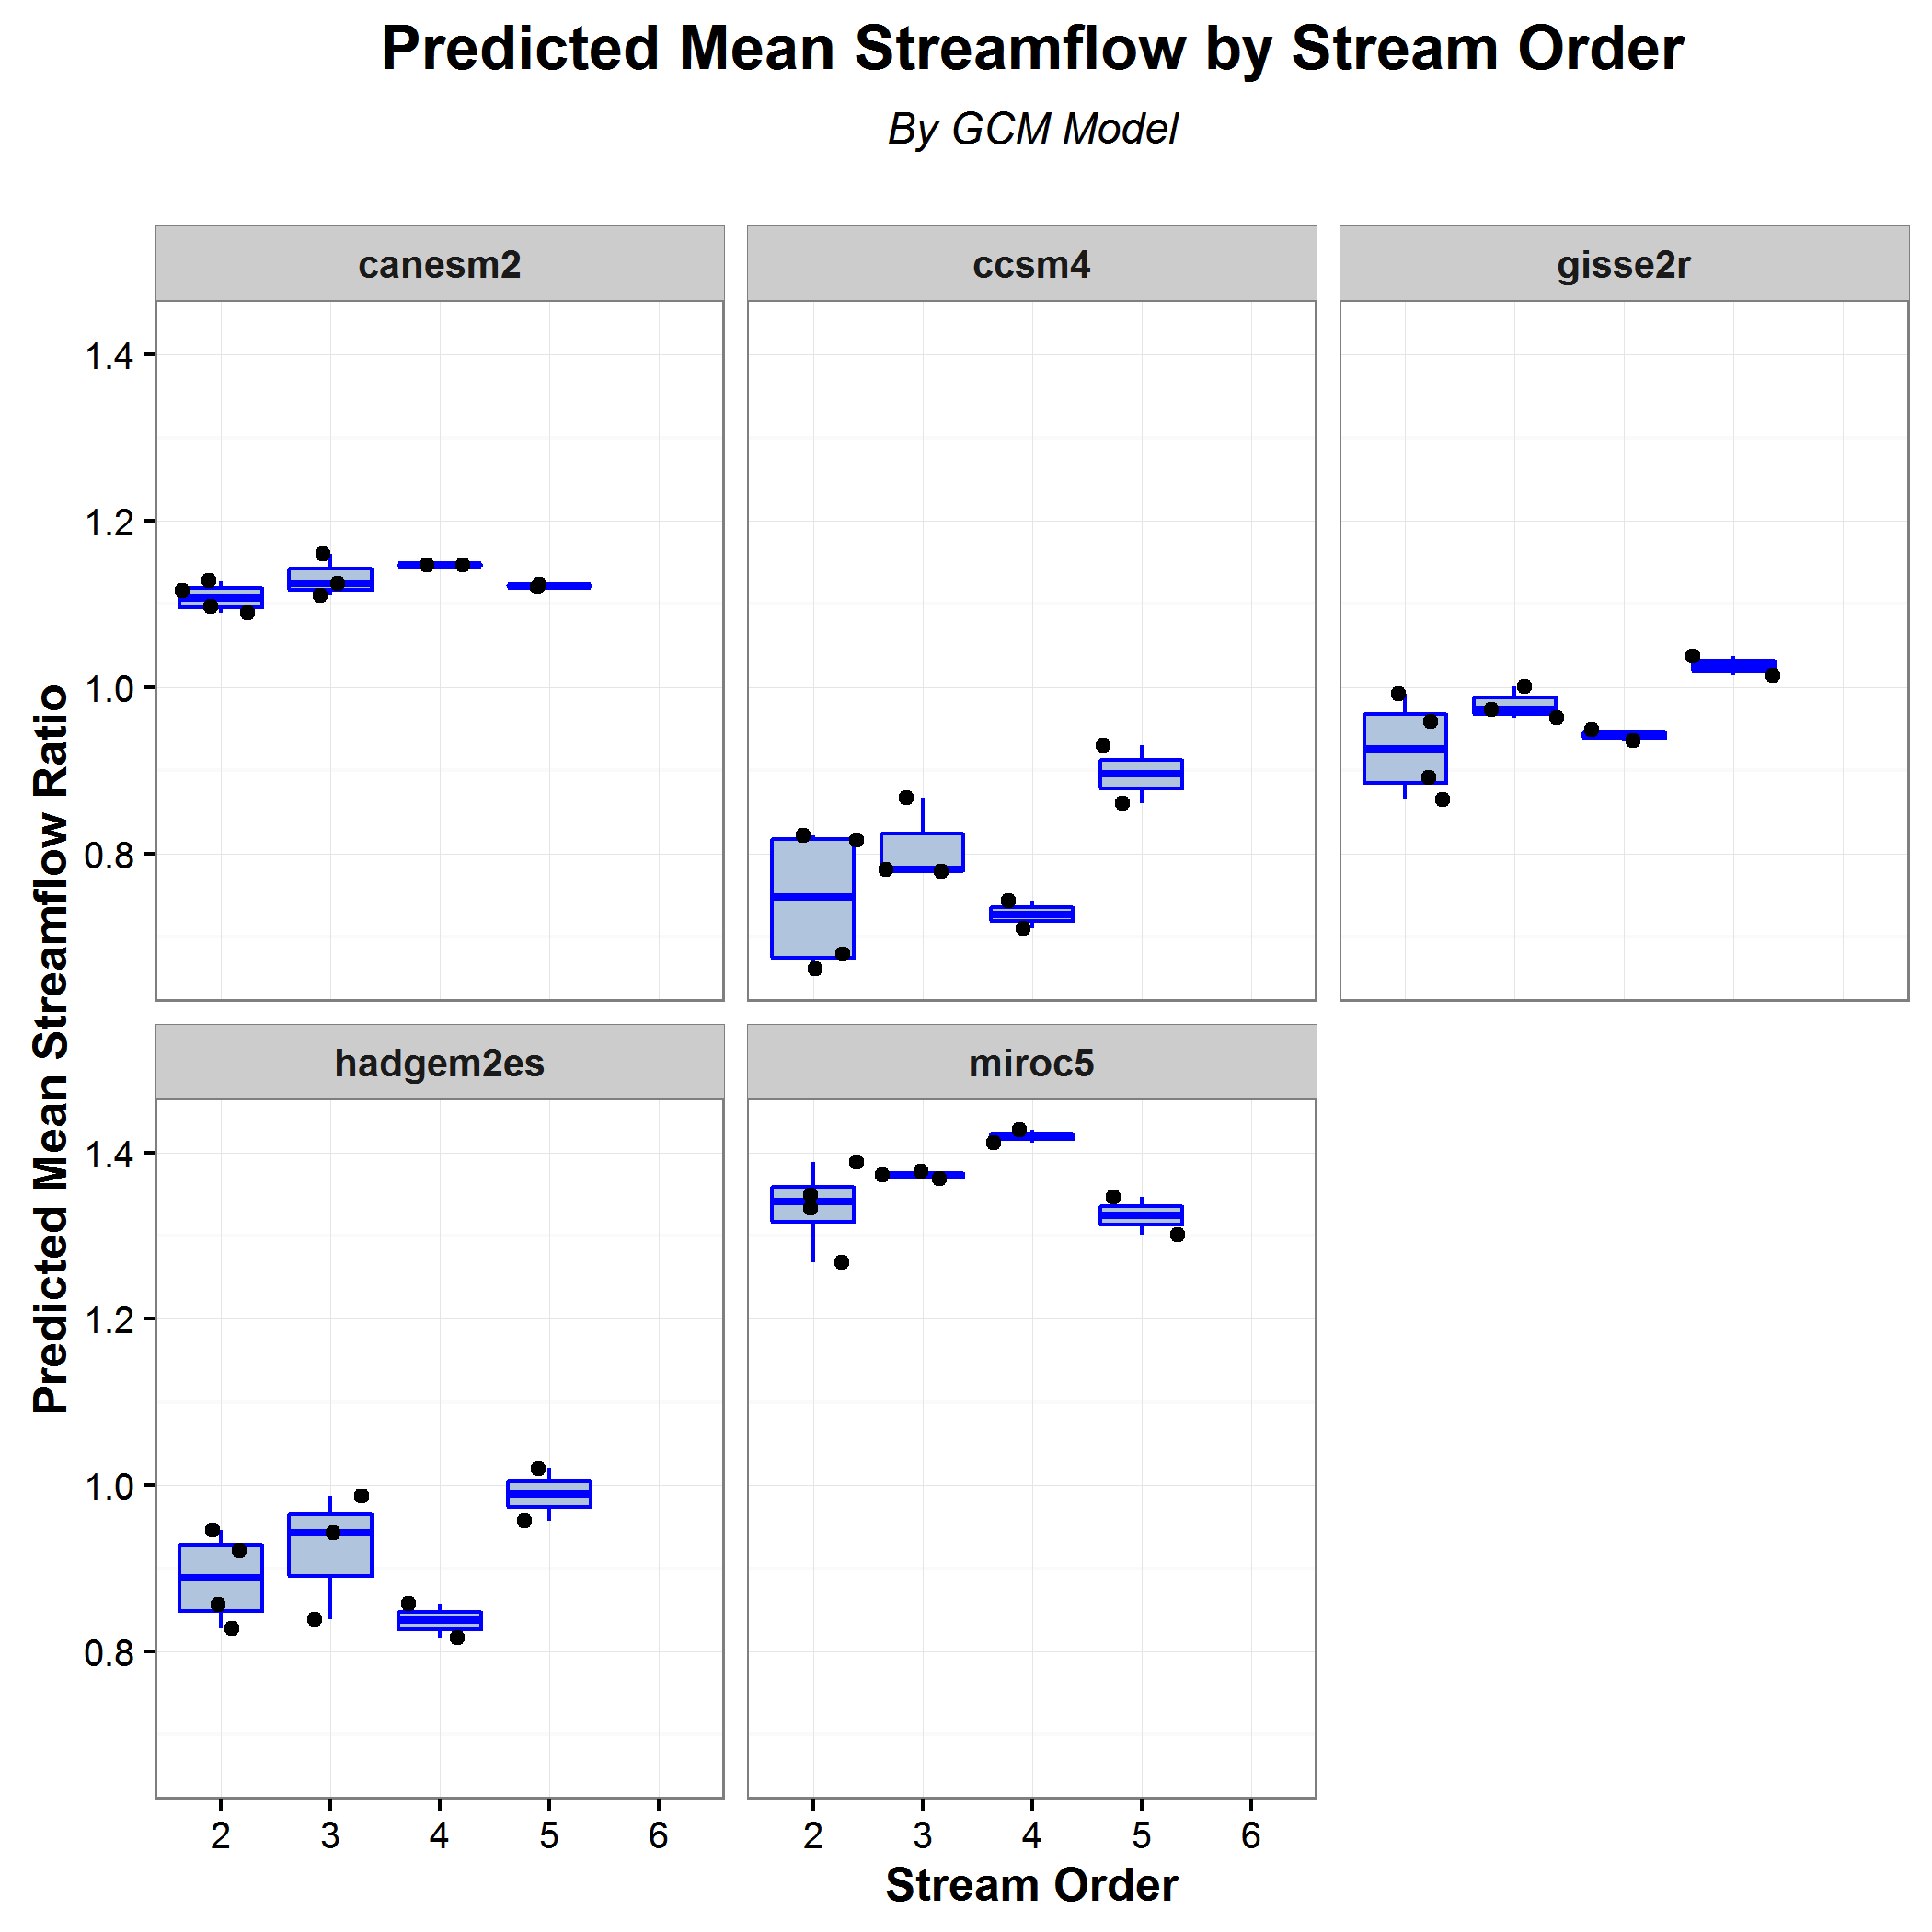 Predicted Mean Streamflow by Stream Order
By GCM Model
canesm2
ccsm4
gisse2r
1.4
1.2
1.0
0.8
Predicted Mean Streamflow Ratio
hadgem2es
miroc5
1.4
1.2
1.0
0.8
2 3 4 5 6
2 3 4 5 6
Stream Order